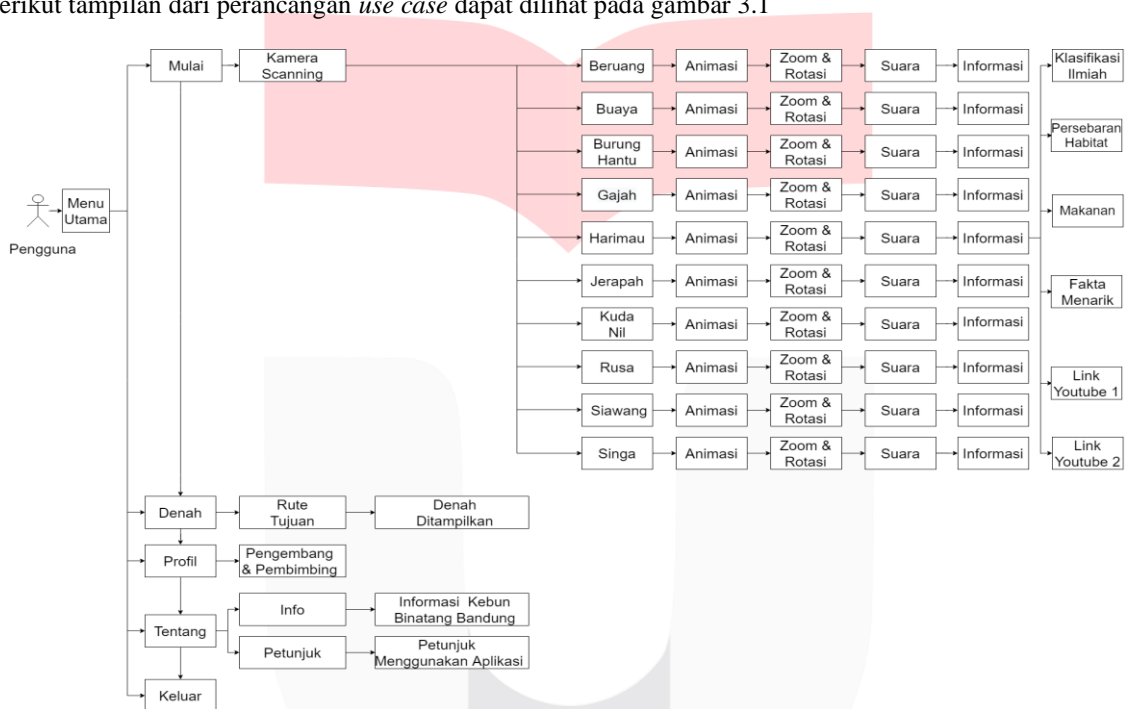 erikut tampilan dari perancangan use case dapat dilihat pada gambar 3.1
Mulai
Kamera
Scanning
Beruang
Animasi
Zoom &
Rotasi
Suara
Informasi
Klasifikasi
Ilmiah
Buaya
Animasi
Zoom &
Rotasi
Suara
Informasi
Persebaran
Habitat
Burung
Hantu
Animasi
Zoom &
Rotasi
Suara
Informasi
Gajah
Animasi
Zoom &
Rotasi
Suara
Informasi
Makanan
Menu
Utama
Pengguna
Harimau
Animasi
Zoom &
Rotasi
Suara
Informasi
Jerapah
Animasi
Zoom &
Rotasi
Suara
Informasi
Fakta
Menarik
Kuda
Nil
Animasi
Zoom &
Rotasi
Suara
Informasi
Rusa
Animasi
Zoom &
Rotasi
Suara
Informasi
Link
Youtube 1
Siawang
Animasi
Zoom &
Rotasi
Suara
Informasi
Singa
Animasi
Zoom &
Rotasi
Suara
Informasi
Link
Youtube 2
Denah
Rute
Tujuan
Denah
Ditampilkan
Profil
Pengembang
& Pembimbing
Tentang
Info
Informasi Kebun
Binatang Bandung
Petunjuk
Petunjuk
Menggunakan Aplikasi
Keluar